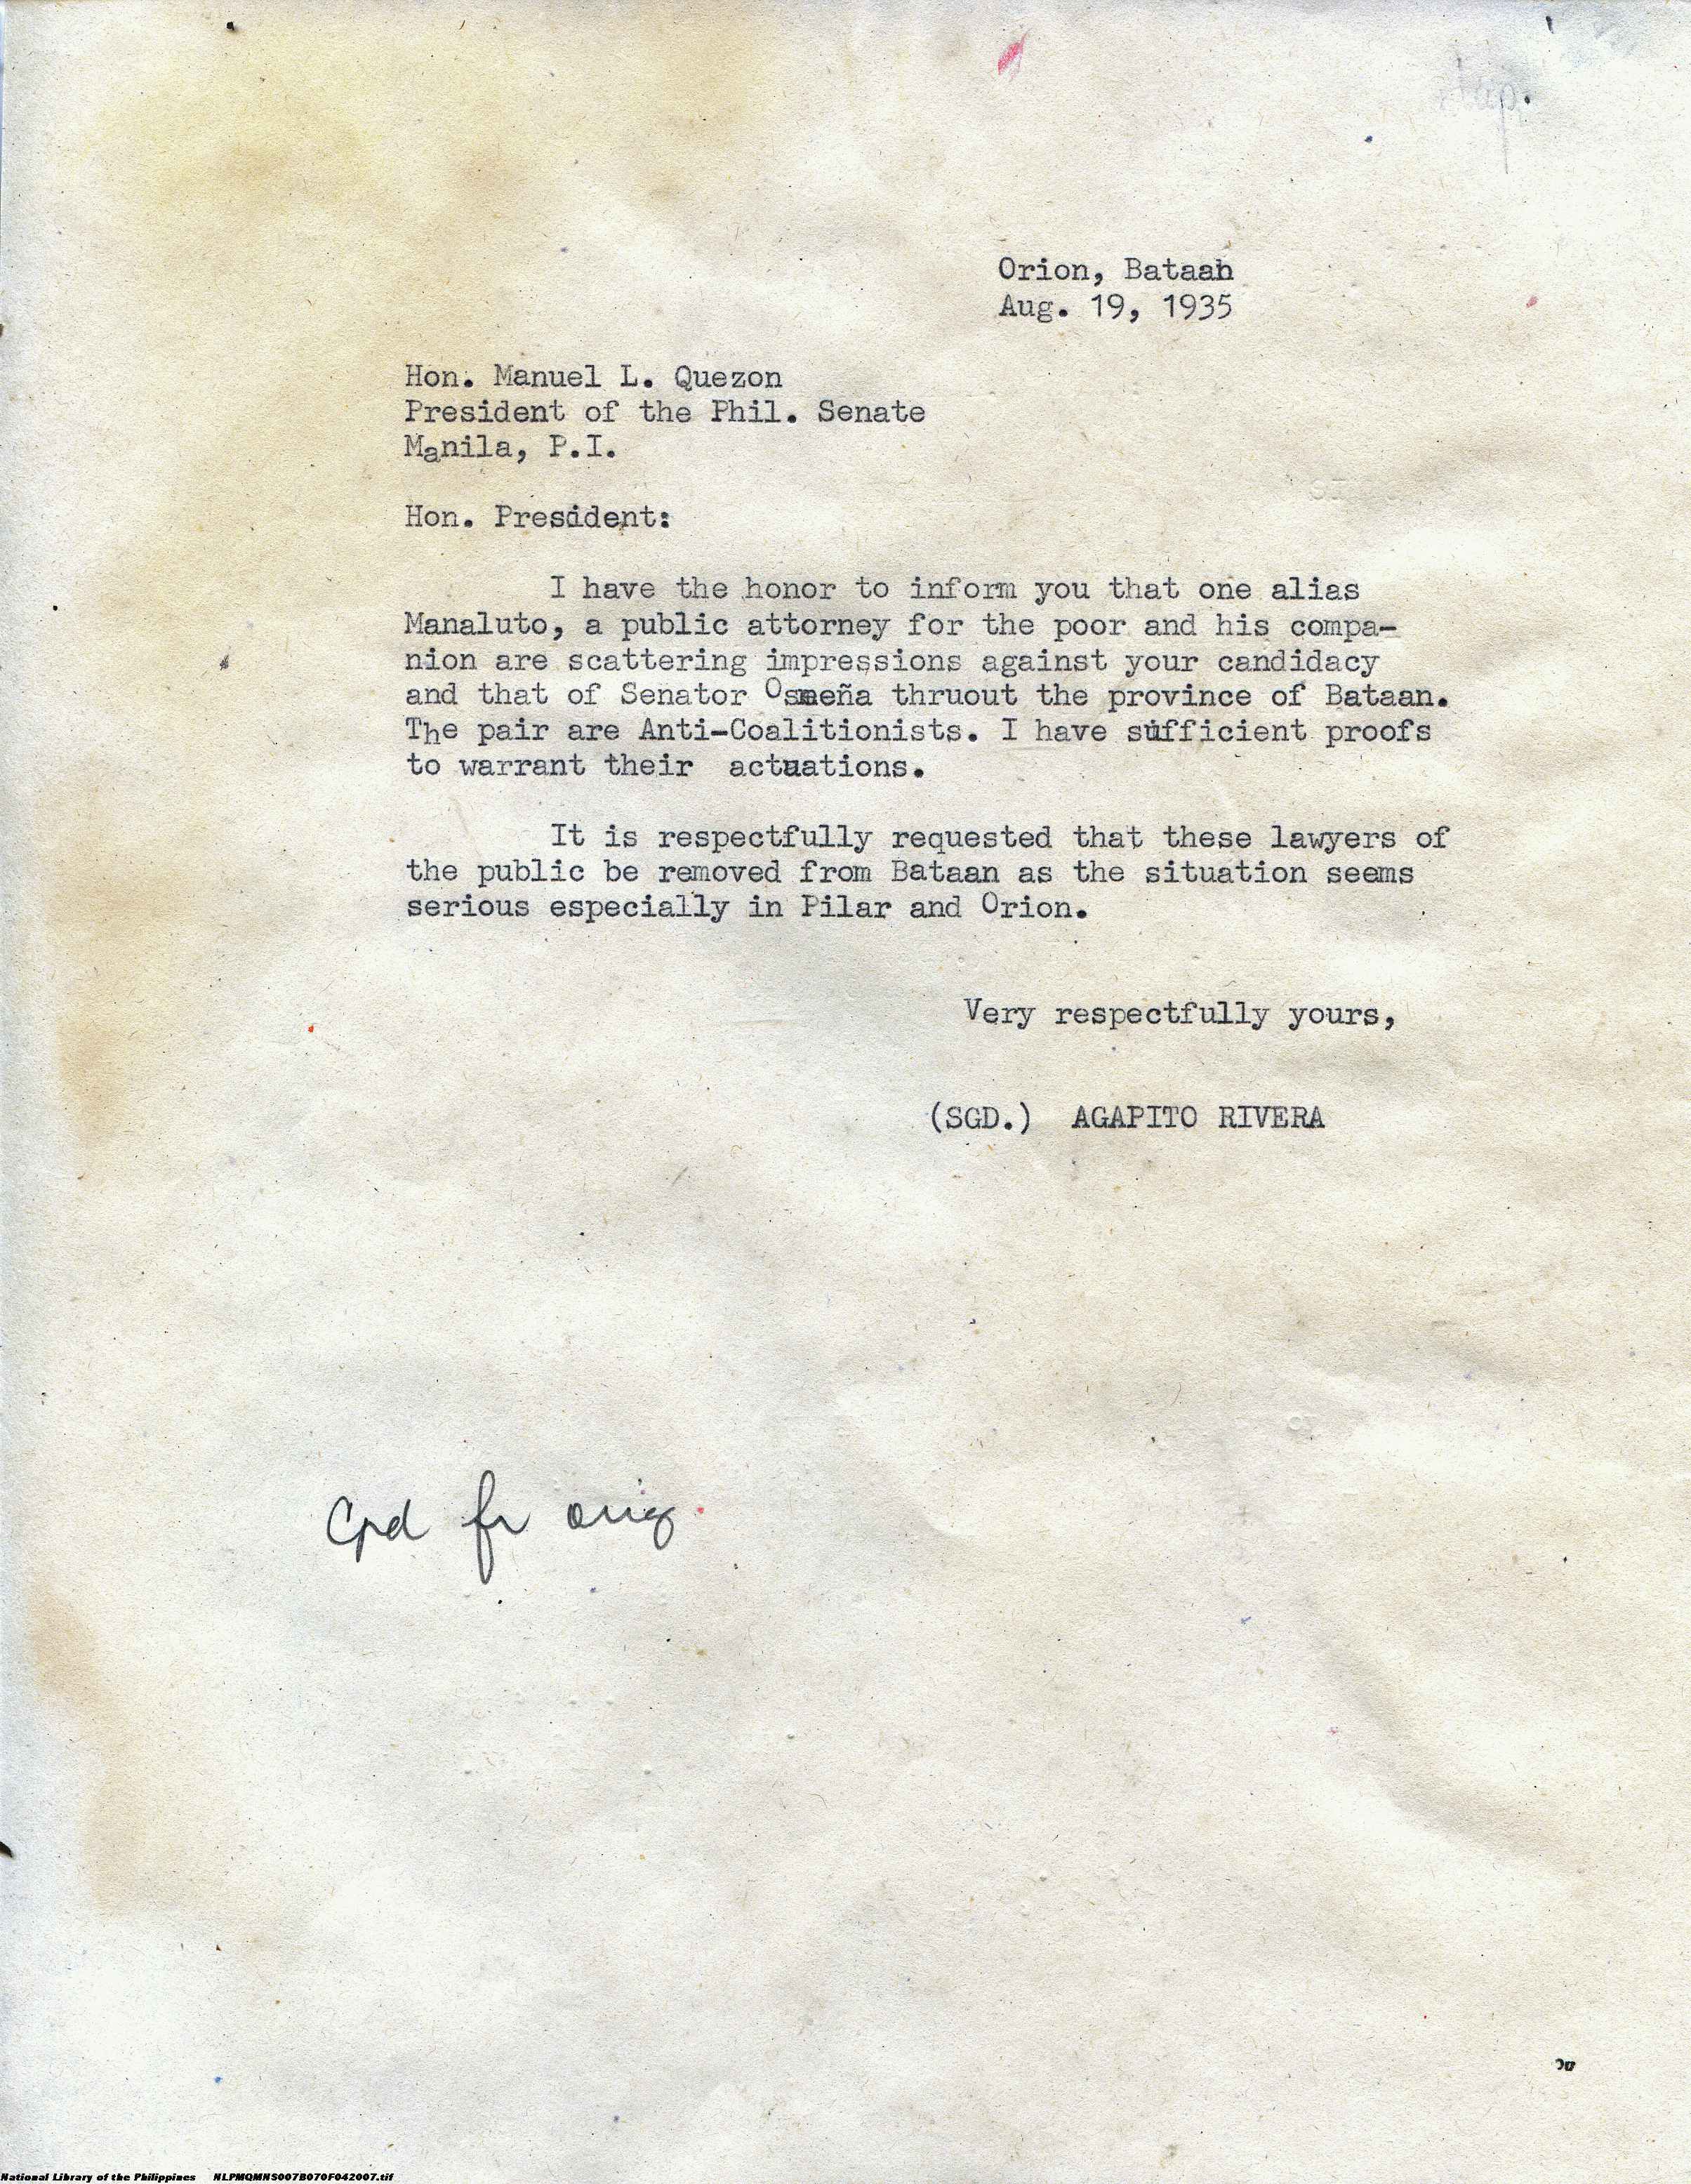 Orion, Bataan
Aug. 19, 1935
Hon. Manuel L. Quezon
President of the Phil. Senate
Manila, P.I.
Hon. President:
I have the honor to inform you that one alias
Manaluto, a public attorney for the poor and his compa-
nion are scattering impressions against your candidacy
and that of Senator Osmeña thruout the province of Bataan.
The pair are Anti-Coalitionists. I have sufficient proofs
to warrant their actuations.
It is respectfully requested that these lawyers of
the public be removed from Bataan as the situation seems
serious especially in Pilar and Orion.
Very respectfully yours,
(SGD.) AGAPITO RIVERA
Cpd fr orig
National Library of the Philippines NLPMQMNS007B070F042007.tif